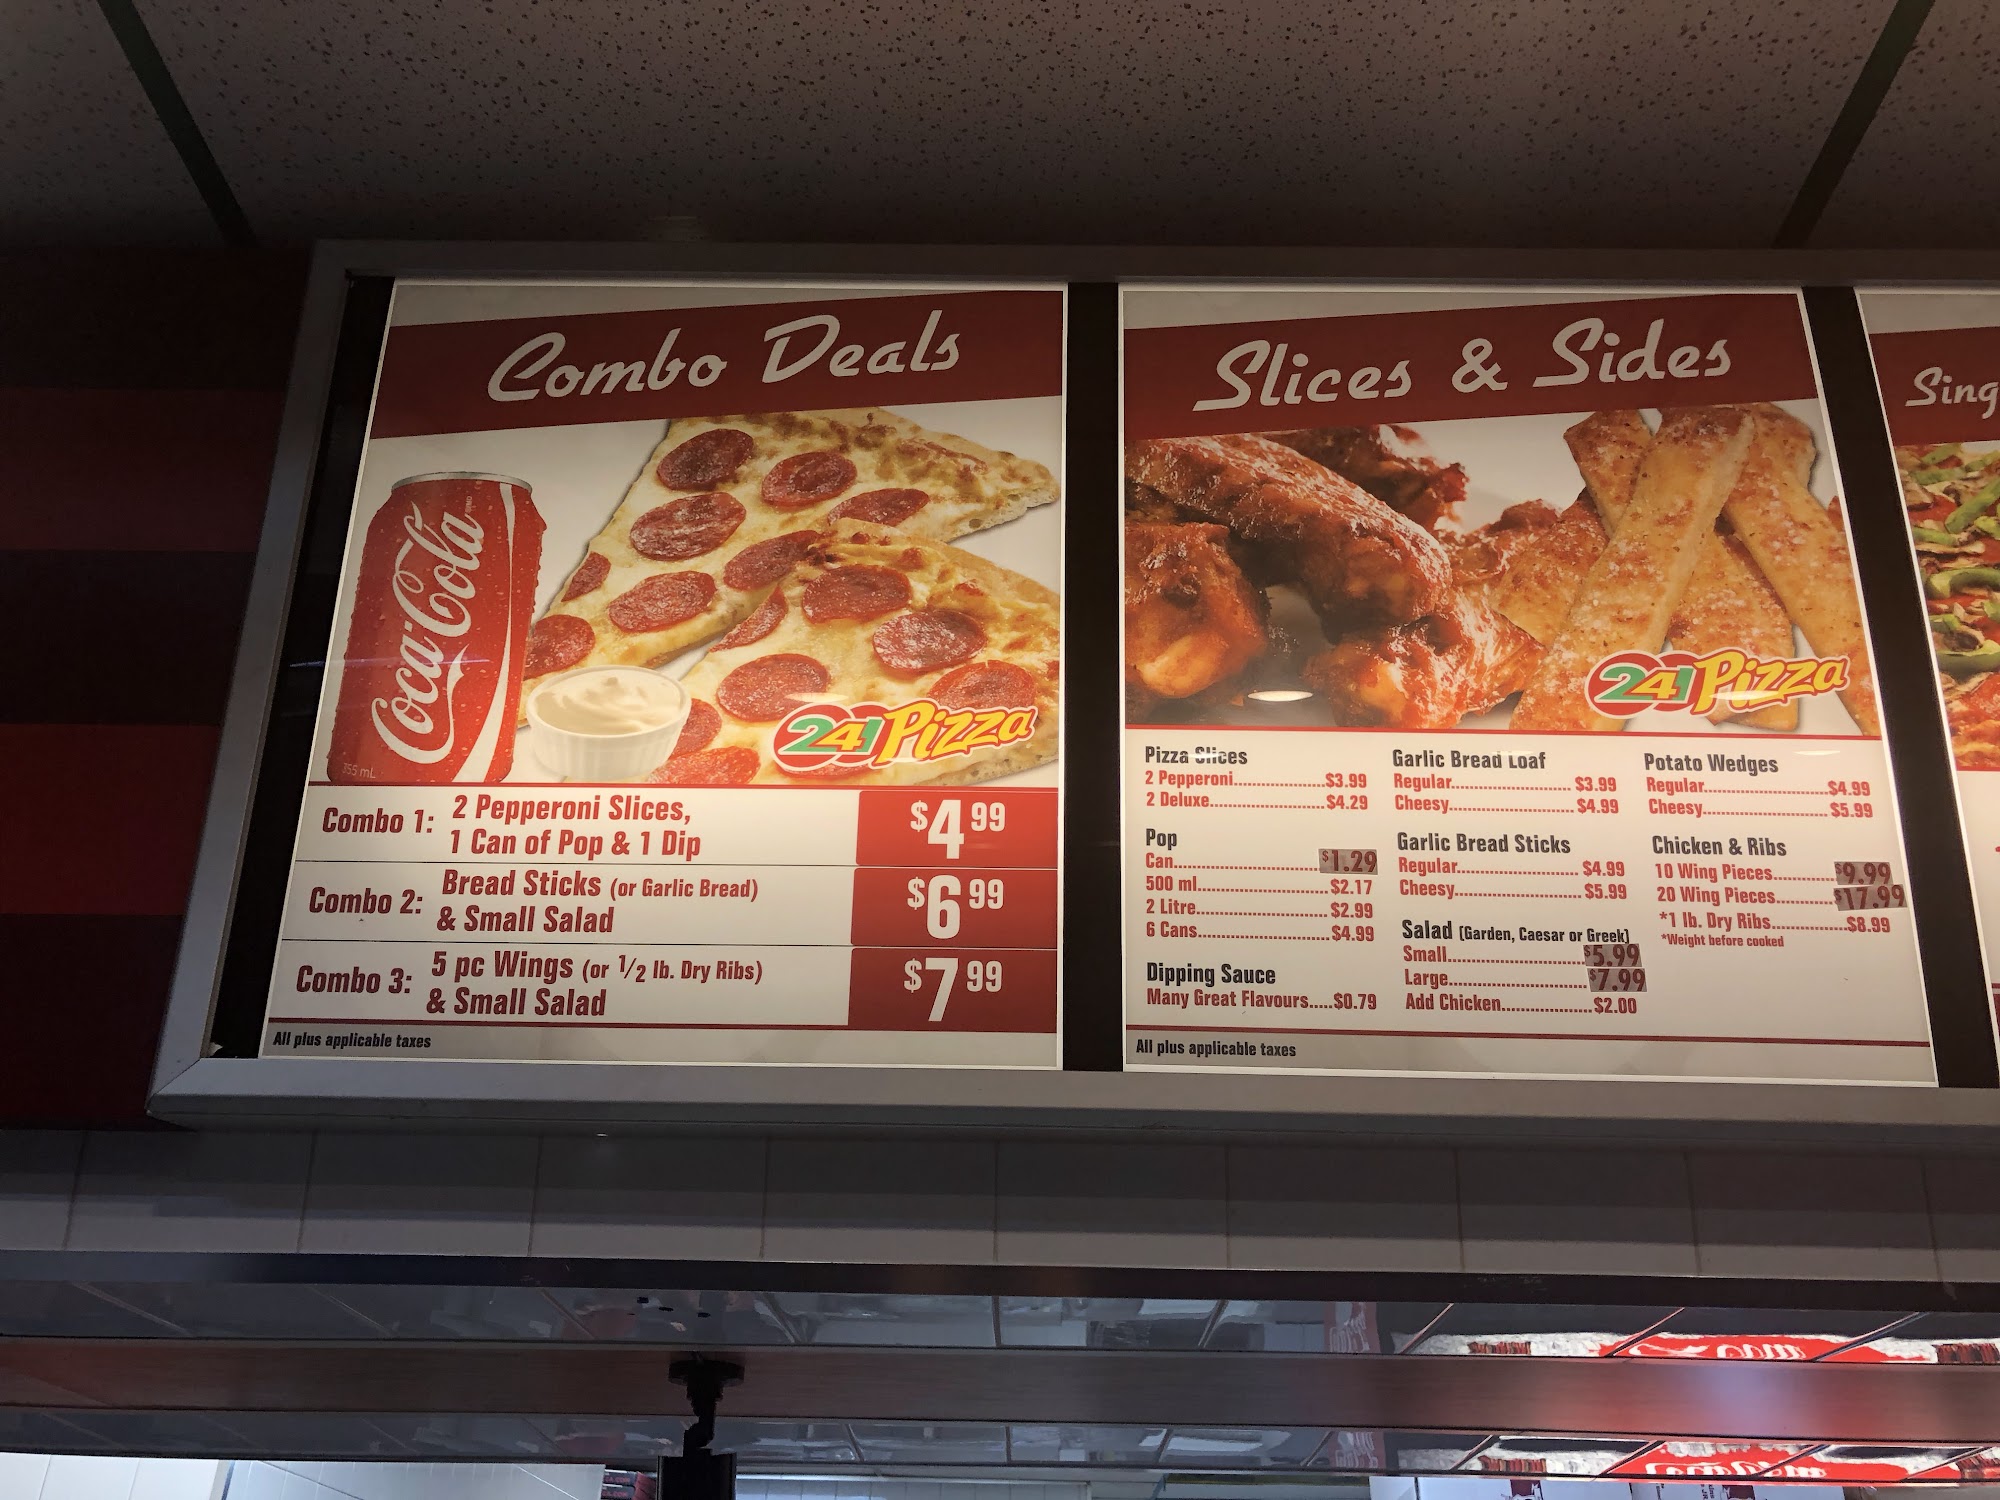 Combo Deals
Coca-Cola
355 mL
241 Pizza
Combo 1: 2 Pepperoni Slices,
1 Can of Pop & 1 Dip
$4.99
Combo 2: Bread Sticks (or Garlic Bread)
& Small Salad
$6.99
Combo 3: 5 pc Wings (or 1/2 lb. Dry Ribs)
& Small Salad
$7.99
All plus applicable taxes
Slices & Sides
241 Pizza
Pizza Slices
2 Pepperoni..............$3.99
2 Deluxe..............$4.29
Pop
Can..............$1.29
500 ml..............$2.17
2 Litre..............$2.99
6 Cans..............$4.99
Dipping Sauce
Many Great Flavours.....$0.79
Garlic Bread Loaf
Regular..............$3.99
Cheesy..............$4.99
Garlic Bread Sticks
Regular..............$4.99
Cheesy..............$5.99
Salad (Garden, Caesar or Greek)
Small..............$5.99
Large..............$7.99
Add Chicken..............$2.00
Potato Wedges
Regular..............$4.99
Cheesy..............$5.99
Chicken & Ribs
10 Wing Pieces..............$9.99
20 Wing Pieces..............$17.99
*1 lb. Dry Ribs..............$8.99
*Weight before cooked
All plus applicable taxes
Sing